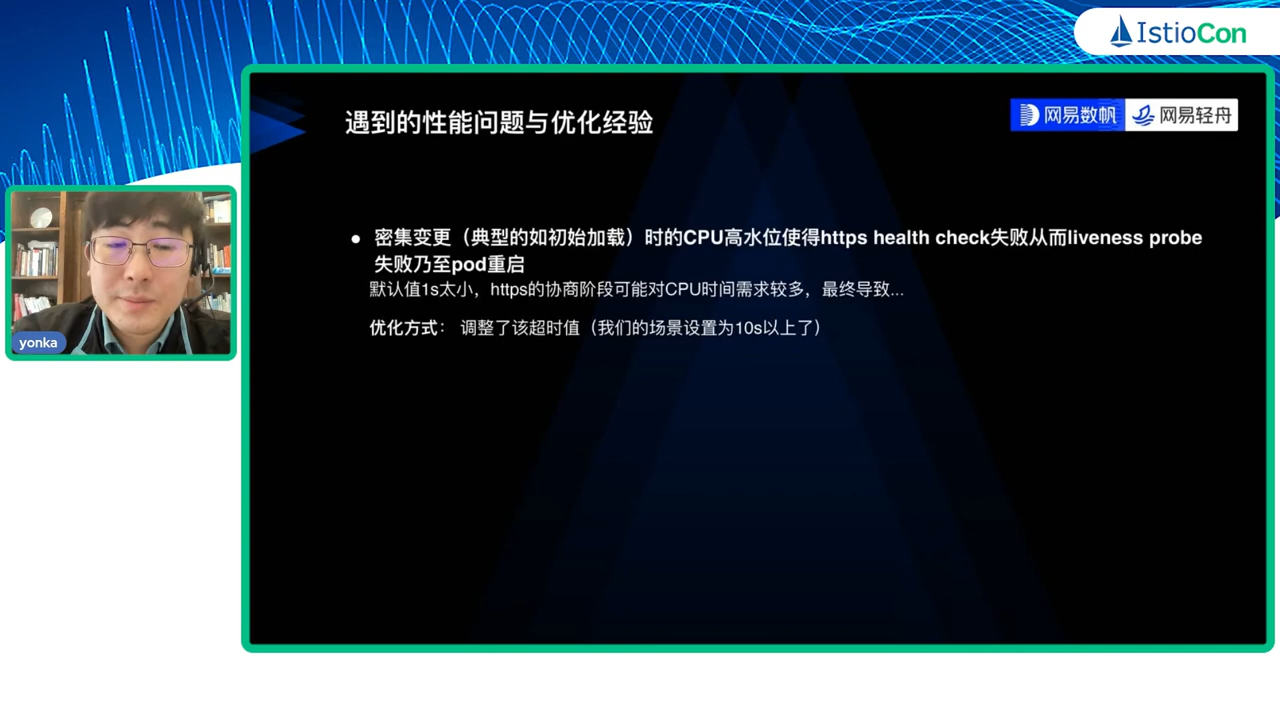 IstioCon
遇到的性能问题与优化经验
网易数帆
网易轻舟
● 密集变更（典型的如初始加载）时的CPU高水位使得https health check失败从而liveness probe
失败乃至pod重启
默认值1s太小，https的协商阶段可能对CPU时间需求较多，最终导致...
优化方式： 调整了该超时值（我们的场景设置为10s以上了）
yonka